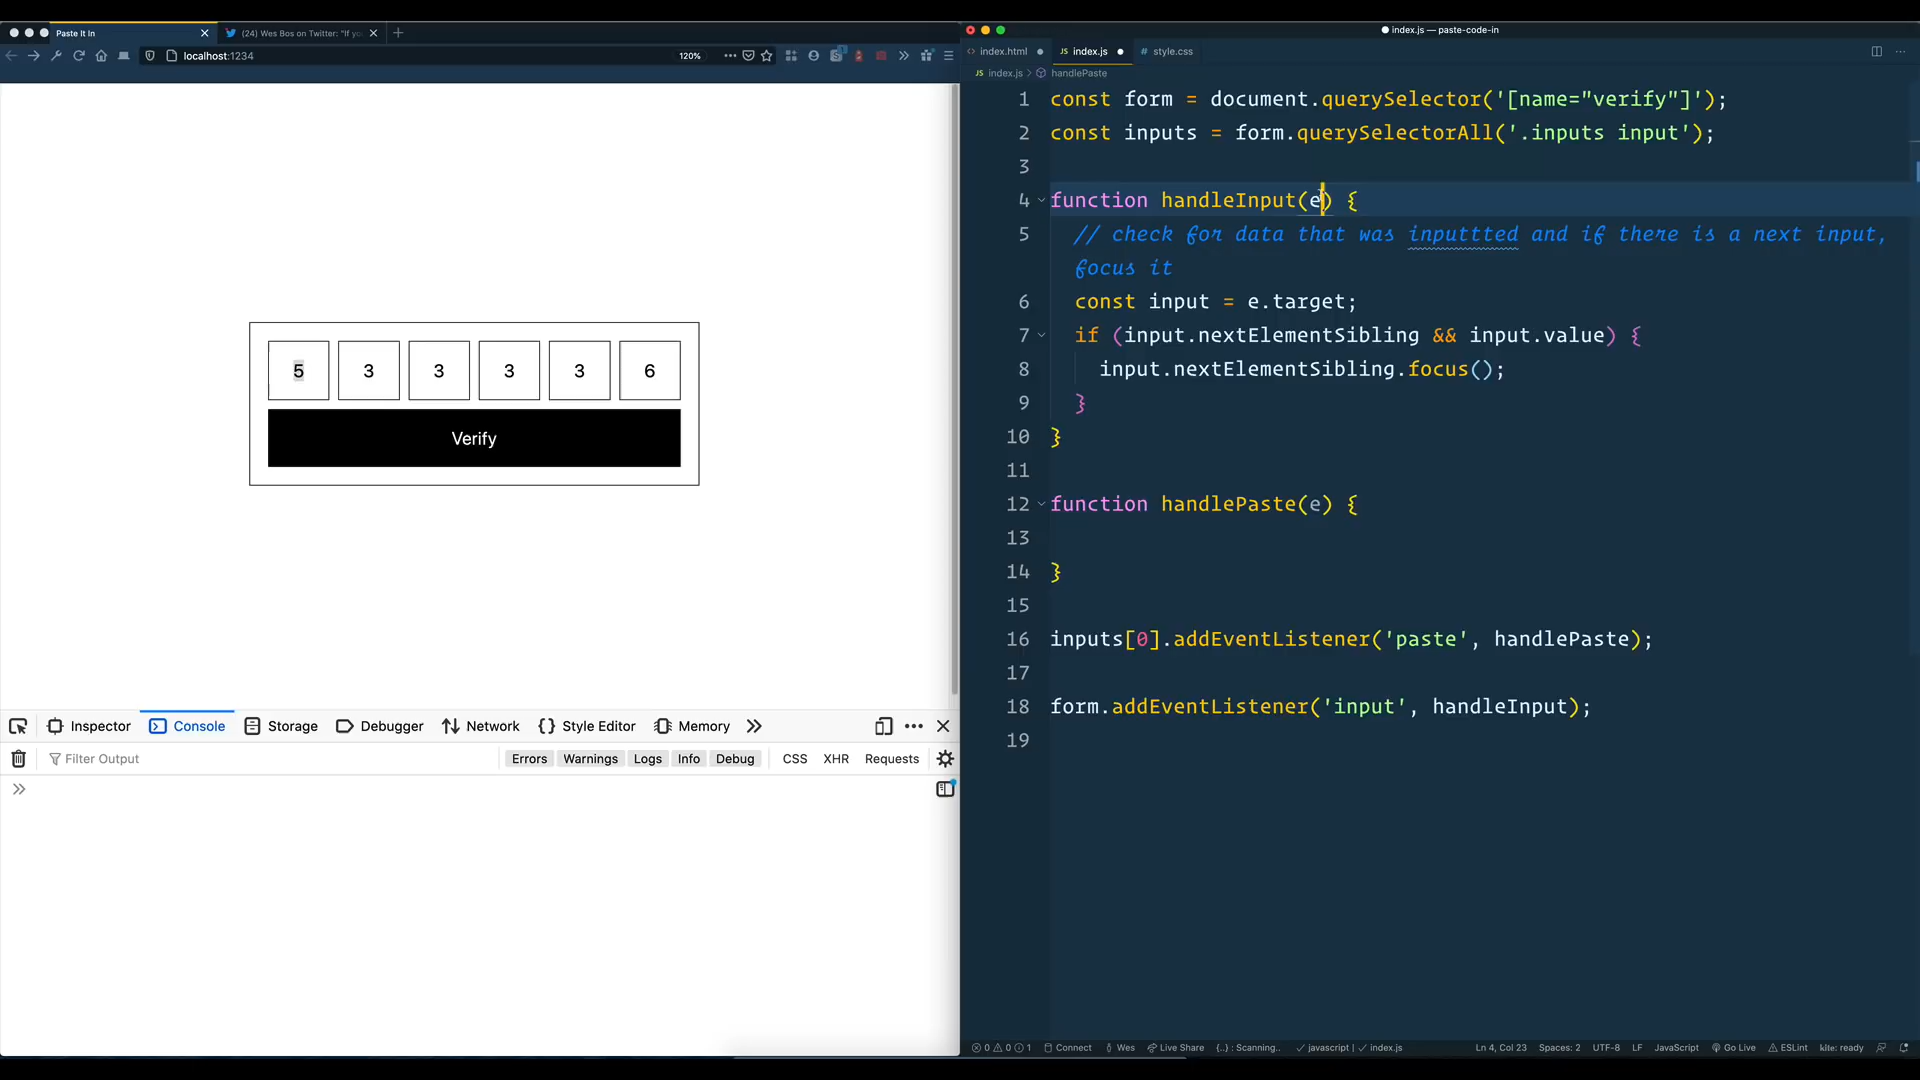 Paste It In
(24) Wes Bos on Twitter: "If yo
localhost:1234
120%
5 3 3 3 3 6
Verify
Inspector Console Storage Debugger Network Style Editor Memory
Filter Output Errors Warnings Logs Info Debug CSS XHR Requests
index.js — paste-code-in
index.html JS index.js # style.css
JS index.js > handlePaste
1 const form = document.querySelector('[name="verify"]');
2 const inputs = form.querySelectorAll('.inputs input');
3
4 function handleInput(e) {
5 // check for data that was inputtted and if there is a next input,
focus it
6 const input = e.target;
7 if (input.nextElementSibling && input.value) {
8 input.nextElementSibling.focus();
9 }
10 }
11
12 function handlePaste(e) {
13
14 }
15
16 inputs[0].addEventListener('paste', handlePaste);
17
18 form.addEventListener('input', handleInput);
19
0 0 1 Connect Wes Live Share {..} : Scanning.. javascript | index.js Ln 4, Col 23 Spaces: 2 UTF-8 LF JavaScript Go Live ESLint kite: ready